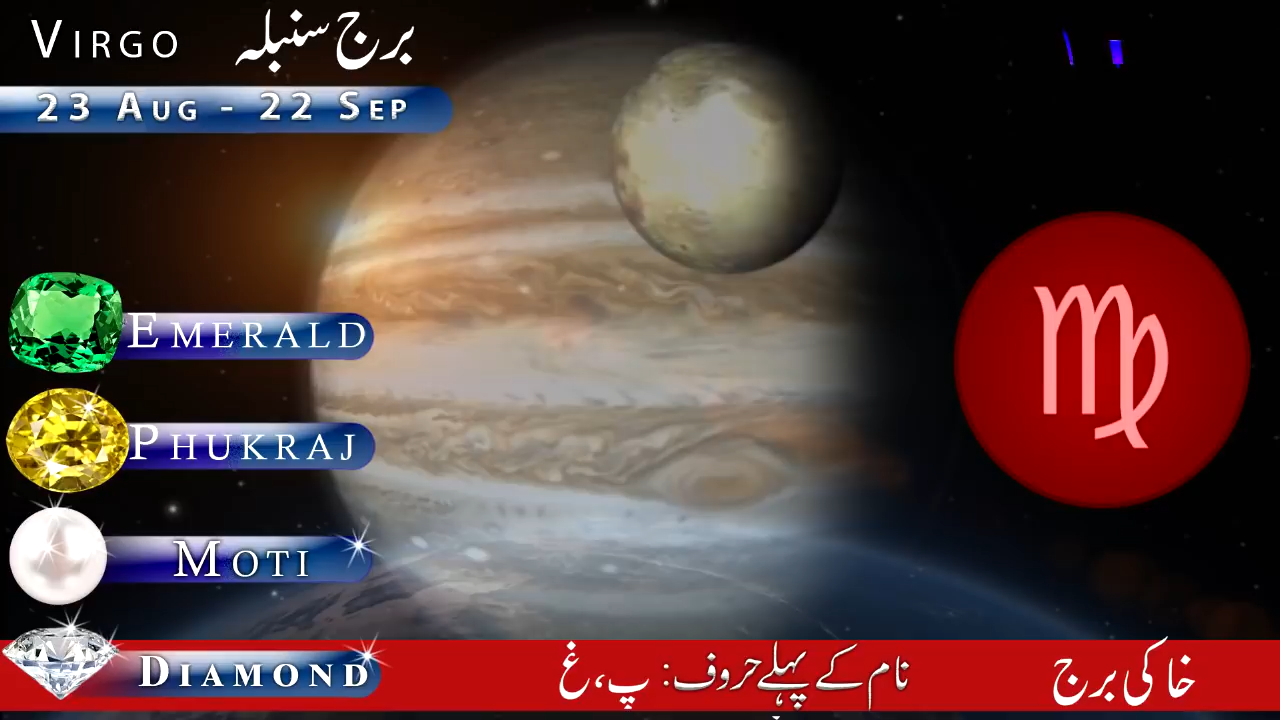 Virgo برج سنبلہ
23 Aug - 22 Sep
Emerald
Phukraj
Moti
Diamond
نام کے پہلے حروف: پ، غ
خاکی برج